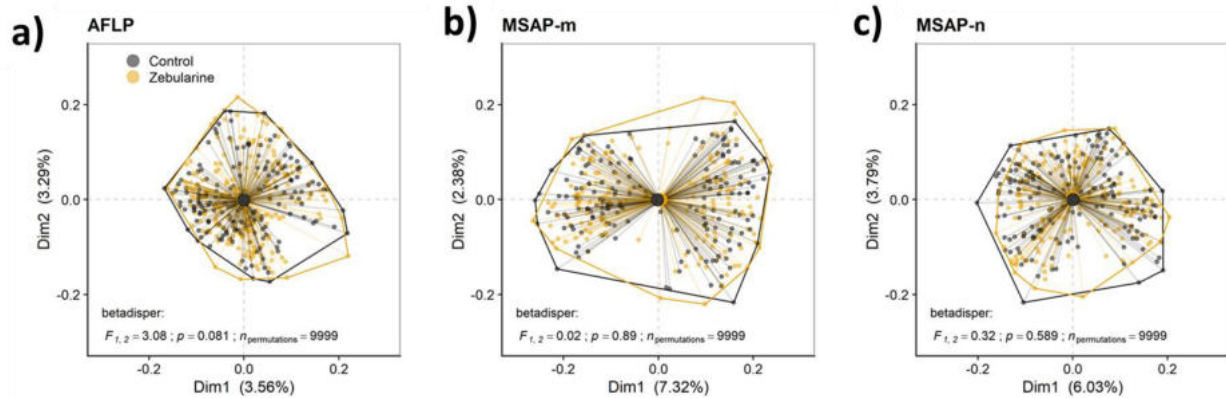 a)
AFLP
Control
Zebularine
0.2
0.0
-0.2
Dim2 (3.29%)
betadisper:
F1, 2 = 3.08 ; p = 0.081 ; npermutations = 9999
-0.2
0.0
0.2
Dim1 (3.56%)
b)
MSAP-m
0.2
0.0
-0.2
Dim2 (2.38%)
betadisper:
F1, 2 = 0.02 ; p = 0.89 ; npermutations = 9999
-0.2
0.0
0.2
Dim1 (7.32%)
c)
MSAP-n
0.2
0.0
-0.2
Dim2 (3.79%)
betadisper:
F1, 2 = 0.32 ; p = 0.589 ; npermutations = 9999
-0.2
0.0
0.2
Dim1 (6.03%)